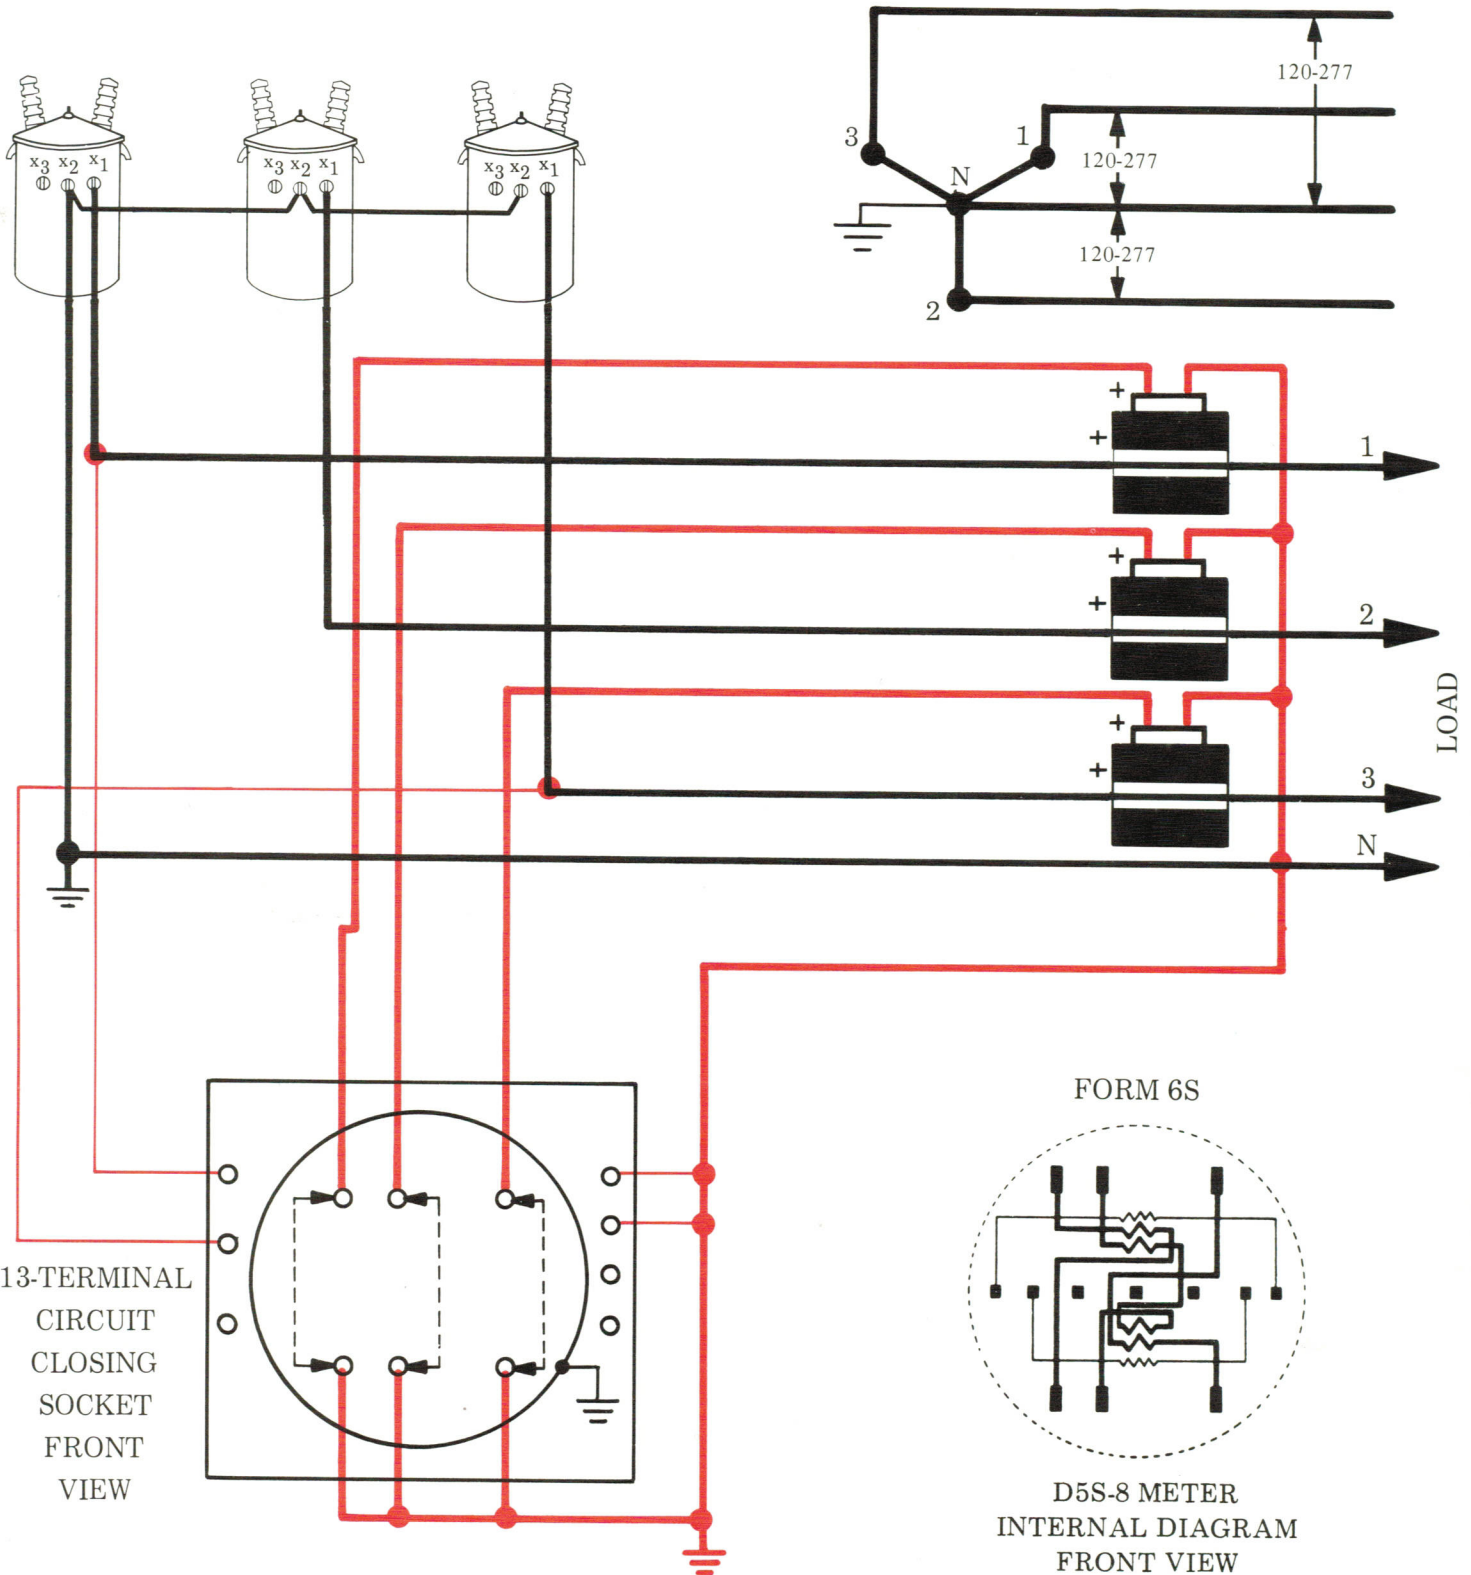 120-277
3
1
120-277
N
120-277
2
x3 x2 x1
x3 x2 x1
x3 x2 x1
+
+
1
+
+
2
+
+
3
N
LOAD
13-TERMINAL
CIRCUIT
CLOSING
SOCKET
FRONT
VIEW
FORM 6S
D5S-8 METER
INTERNAL DIAGRAM
FRONT VIEW